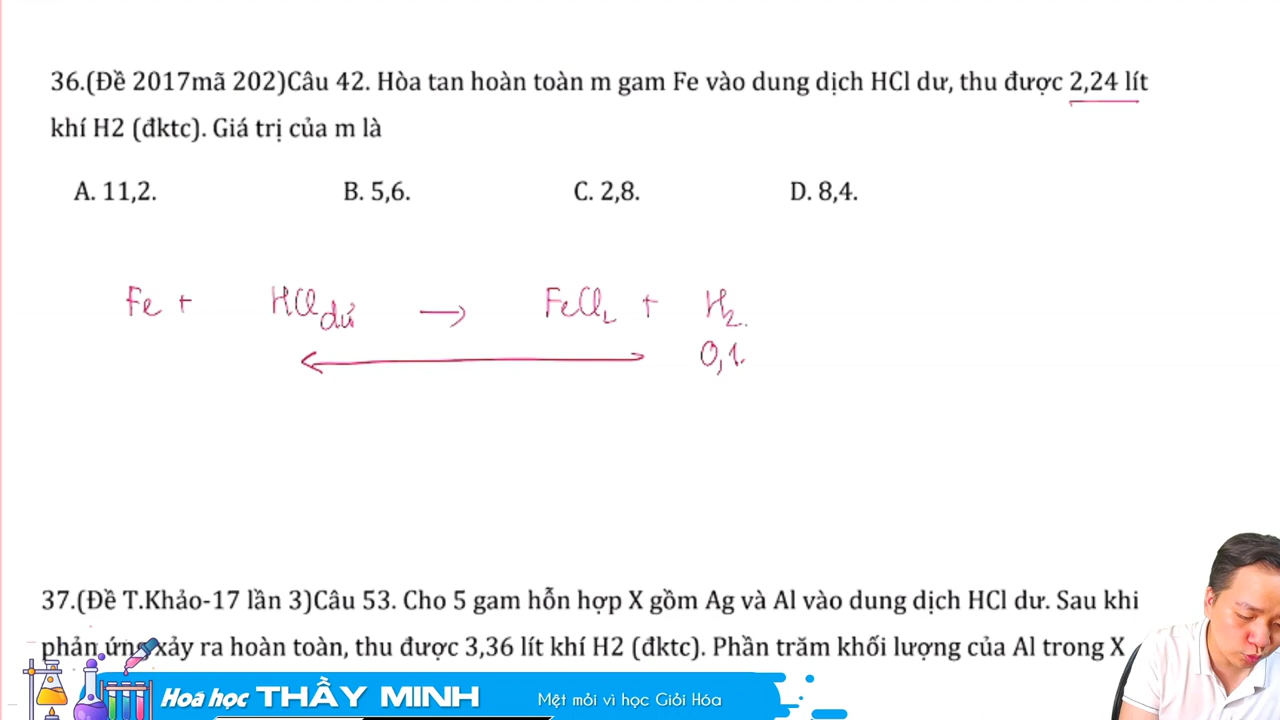 36.(Đề 2017mã 202)Câu 42. Hòa tan hoàn toàn m gam Fe vào dung dịch HCl dư, thu được 2,24 lít
khí H2 (đktc). Giá trị của m là
A. 11,2. B. 5,6. C. 2,8. D. 8,4.
Fe + HCl dư → FeCl2 + H2.
0,1.
37.(Đề T.Khảo-17 lần 3)Câu 53. Cho 5 gam hỗn hợp X gồm Ag và Al vào dung dịch HCl dư. Sau khi
phản ứng xảy ra hoàn toàn, thu được 3,36 lít khí H2 (đktc). Phần trăm khối lượng của Al trong X
Hoá học THẦY MINH Mệt mỏi vì học Giỏi Hóa